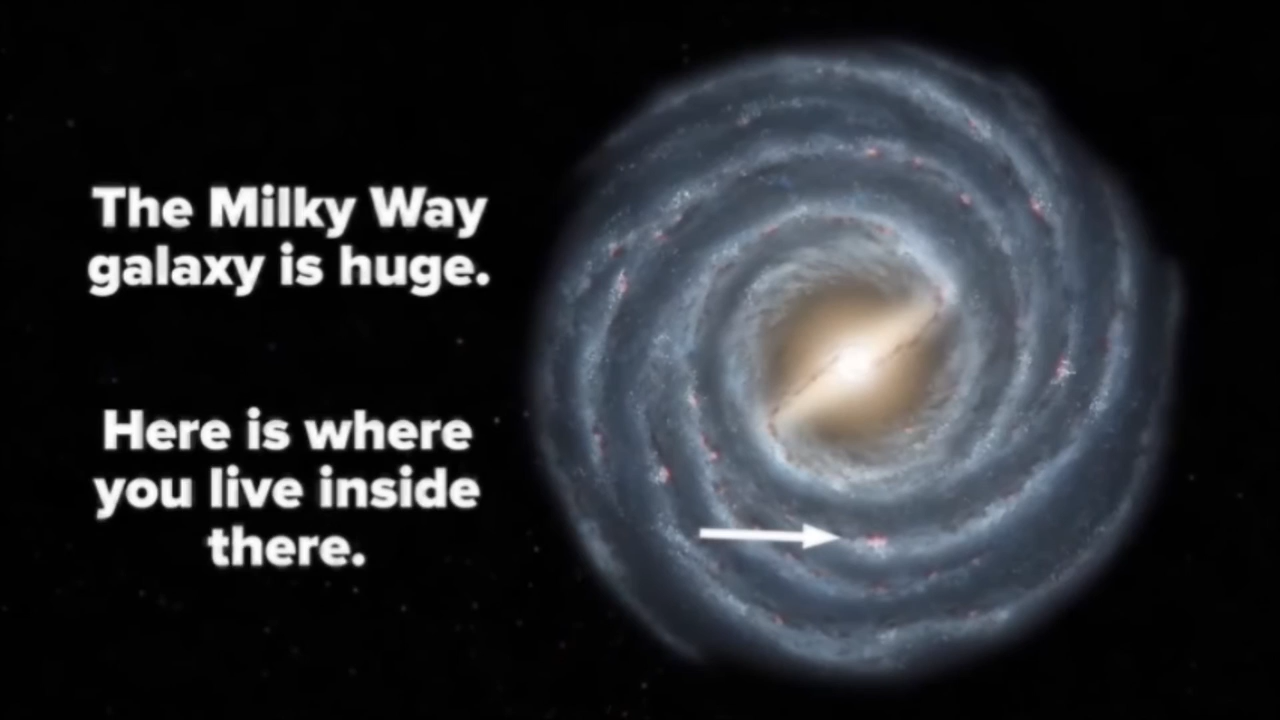 The Milky Way
galaxy is huge.
Here is where
you live inside
there.